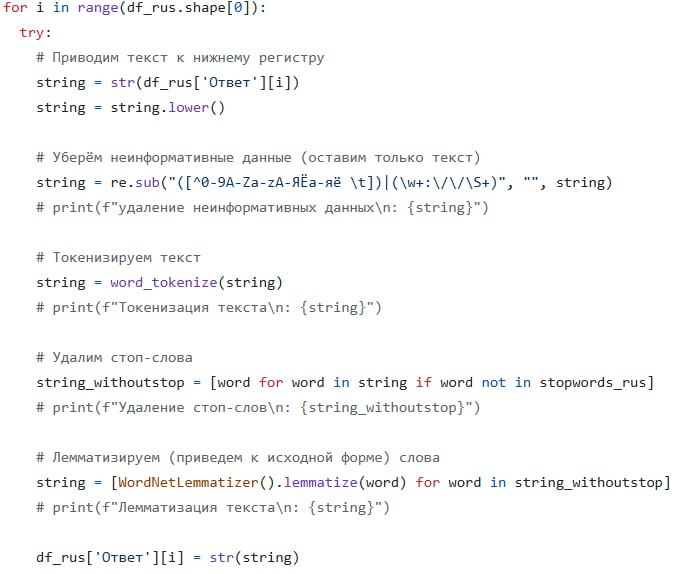 for i in range(df_rus.shape[0]):
  try:
    # Приводим текст к нижнему регистру
    string = str(df_rus['Ответ'][i])
    string = string.lower()

    # Уберём неинформативные данные (оставим только текст)
    string = re.sub("([^0-9A-Za-zА-ЯЁа-яё \t])|(\w+:\/\/\S+)", "", string)
    # print(f"удаление неинформативных данных\n: {string}")

    # Токенизируем текст
    string = word_tokenize(string)
    # print(f"Токенизация текста\n: {string}")

    # Удалим стоп-слова
    string_withoutstop = [word for word in string if word not in stopwords_rus]
    # print(f"Удаление стоп-слов\n: {string_withoutstop}")

    # Лемматизируем (приведем к исходной форме) слова
    string = [WordNetLemmatizer().lemmatize(word) for word in string_withoutstop]
    # print(f"Лемматизация текста\n: {string}")

    df_rus['Ответ'][i] = str(string)